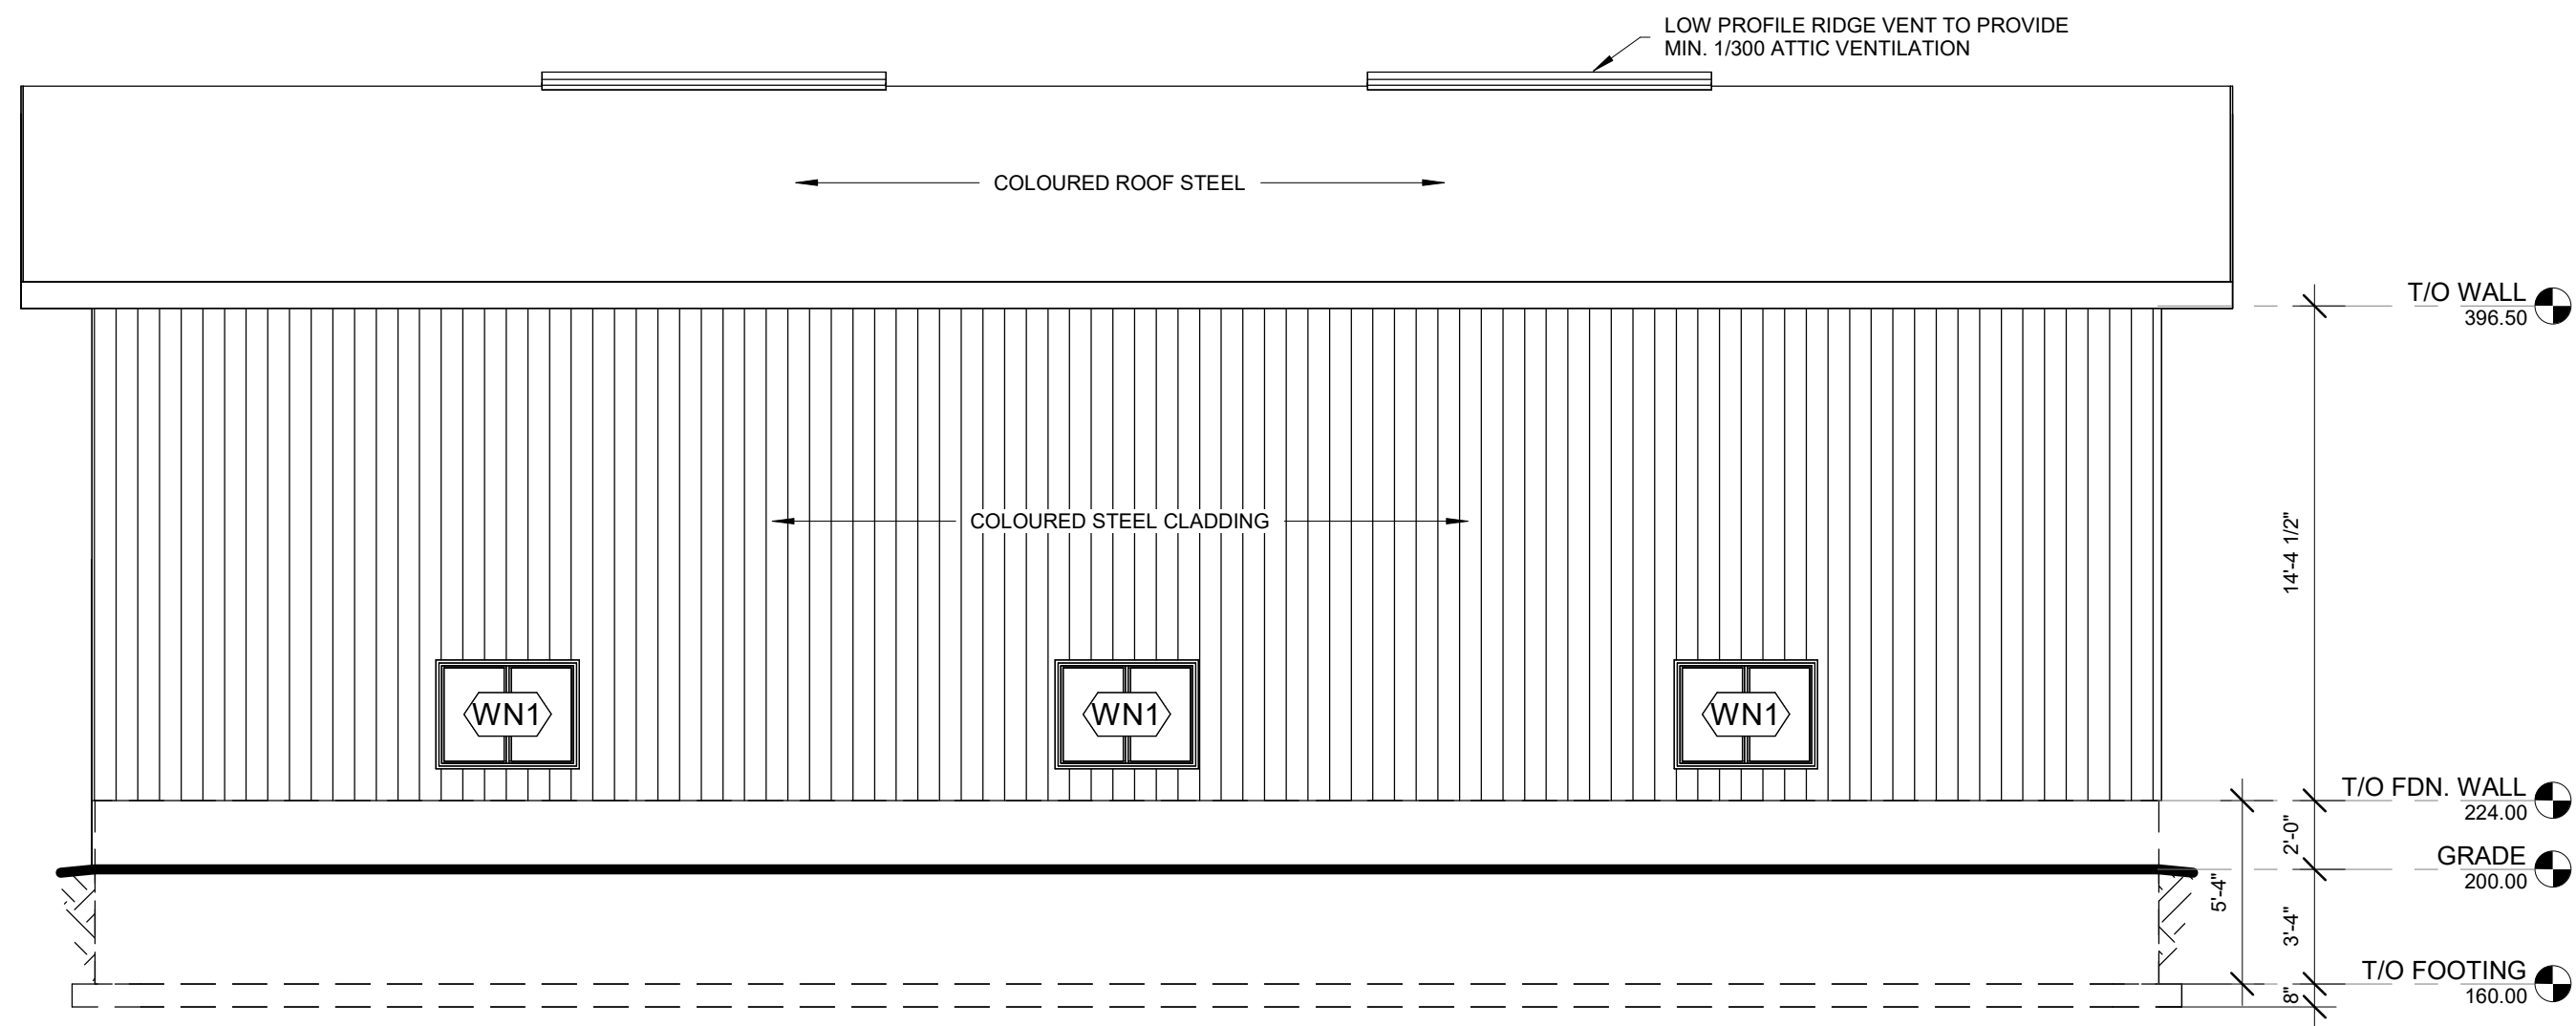 LOW PROFILE RIDGE VENT TO PROVIDE
MIN. 1/300 ATTIC VENTILATION
COLOURED ROOF STEEL
T/O WALL
396.50
COLOURED STEEL CLADDING
14'-4 1/2"
WN1
WN1
WN1
T/O FDN. WALL
224.00
2'-0"
GRADE
200.00
5'-4"
3'-4"
T/O FOOTING
160.00
8"